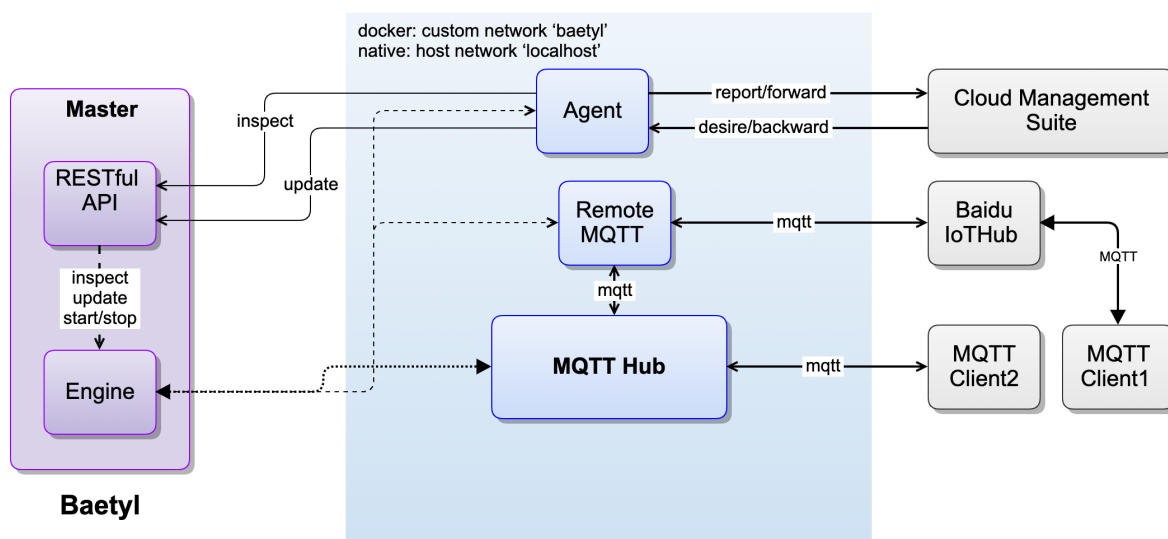 docker: custom network ‘baetyl’
native: host network ‘localhost’
Master
RESTful
API
inspect
update
start/stop
Engine
Baetyl
inspect
update
Agent
report/forward
desire/backward
Cloud Management
Suite
Remote
MQTT
mqtt
Baidu
IoTHub
MQTT
mqtt
MQTT Hub
mqtt
MQTT
Client2
MQTT
Client1